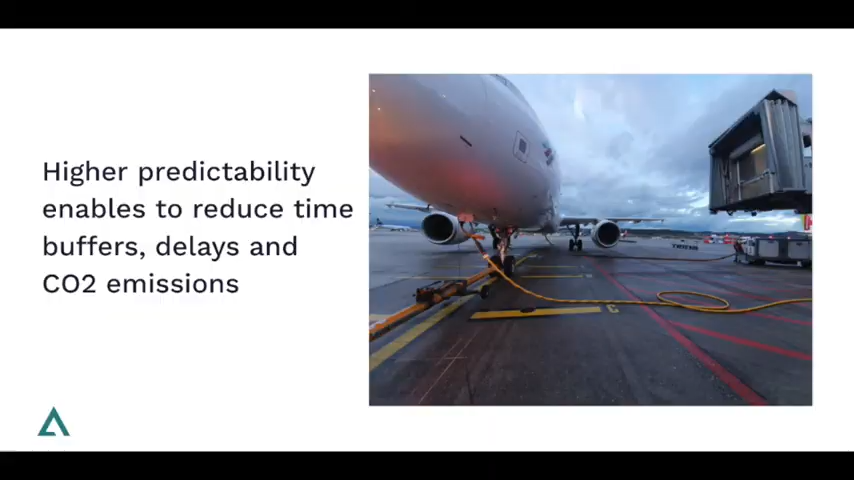 Higher predictability
enables to reduce time
buffers, delays and
CO2 emissions